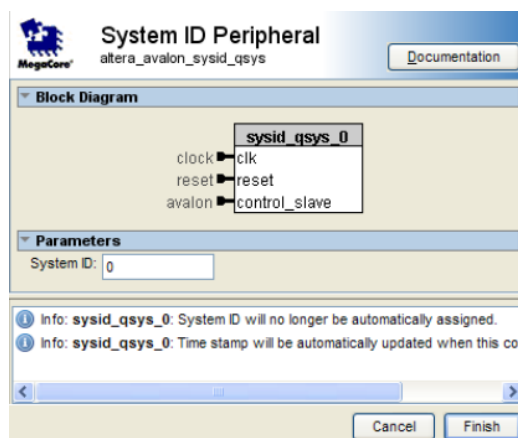 System ID Peripheral
MegaCore®
altera_avalon_sysid_qsys
Documentation
Block Diagram
sysid_qsys_0
clock clk
reset reset
avalon control_slave
Parameters
System ID: 0
Info: sysid_qsys_0: System ID will no longer be automatically assigned.
Info: sysid_qsys_0: Time stamp will be automatically updated when this co
Cancel Finish